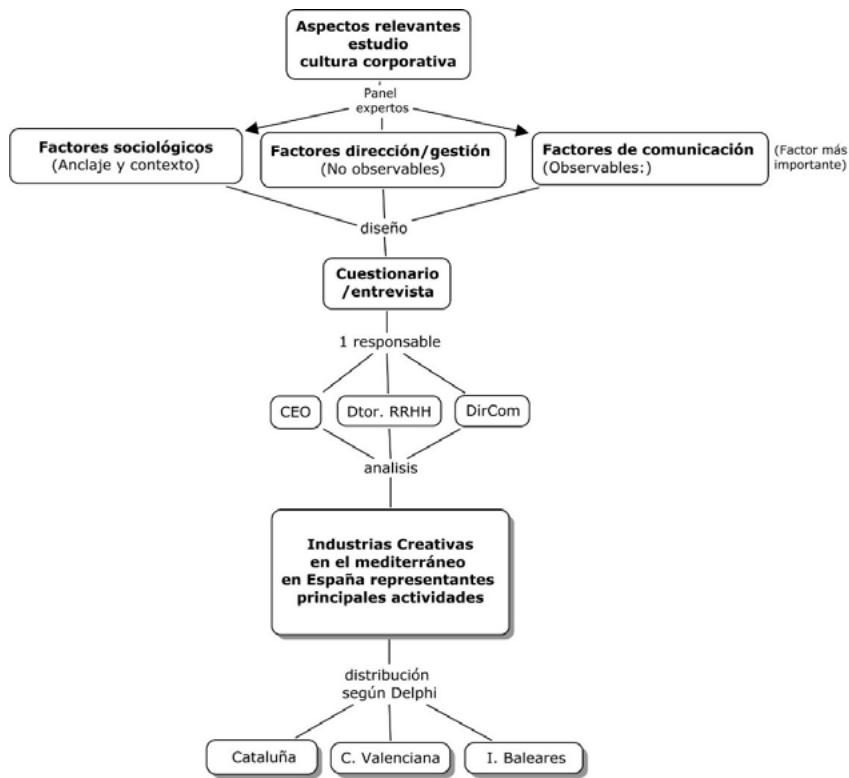 Aspectos relevantes
estudio
cultura corporativa
Panel
expertos
Factores sociológicos
(Anclaje y contexto)
Factores dirección/gestión
(No observables)
Factores de comunicación
(Observables:)
(Factor más
importante)
diseño
Cuestionario
/entrevista
1 responsable
CEO
Dtor. RRHH
DirCom
analisis
Industrias Creativas
en el mediterráneo
en España representantes
principales actividades
distribución
según Delphi
Cataluña
C. Valenciana
I. Baleares